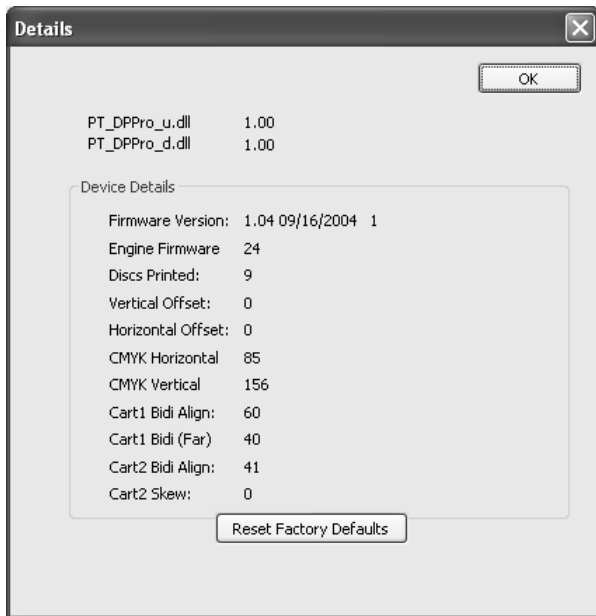 Details
OK
PT_DPPro_u.dll 1.00
PT_DPPro_d.dll 1.00
Device Details
Firmware Version: 1.04 09/16/2004 1
Engine Firmware 24
Discs Printed: 9
Vertical Offset: 0
Horizontal Offset: 0
CMYK Horizontal 85
CMYK Vertical 156
Cart1 Bidi Align: 60
Cart1 Bidi (Far) 40
Cart2 Bidi Align: 41
Cart2 Skew: 0
Reset Factory Defaults